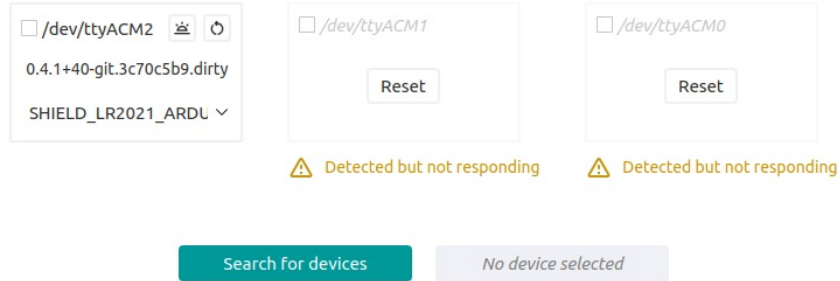 /dev/ttyACM2
0.4.1+40-git.3c70c5b9.dirty
SHIELD_LR2021_ARDU
/dev/ttyACM1
Reset
Detected but not responding
/dev/ttyACM0
Reset
Detected but not responding
Search for devices
No device selected